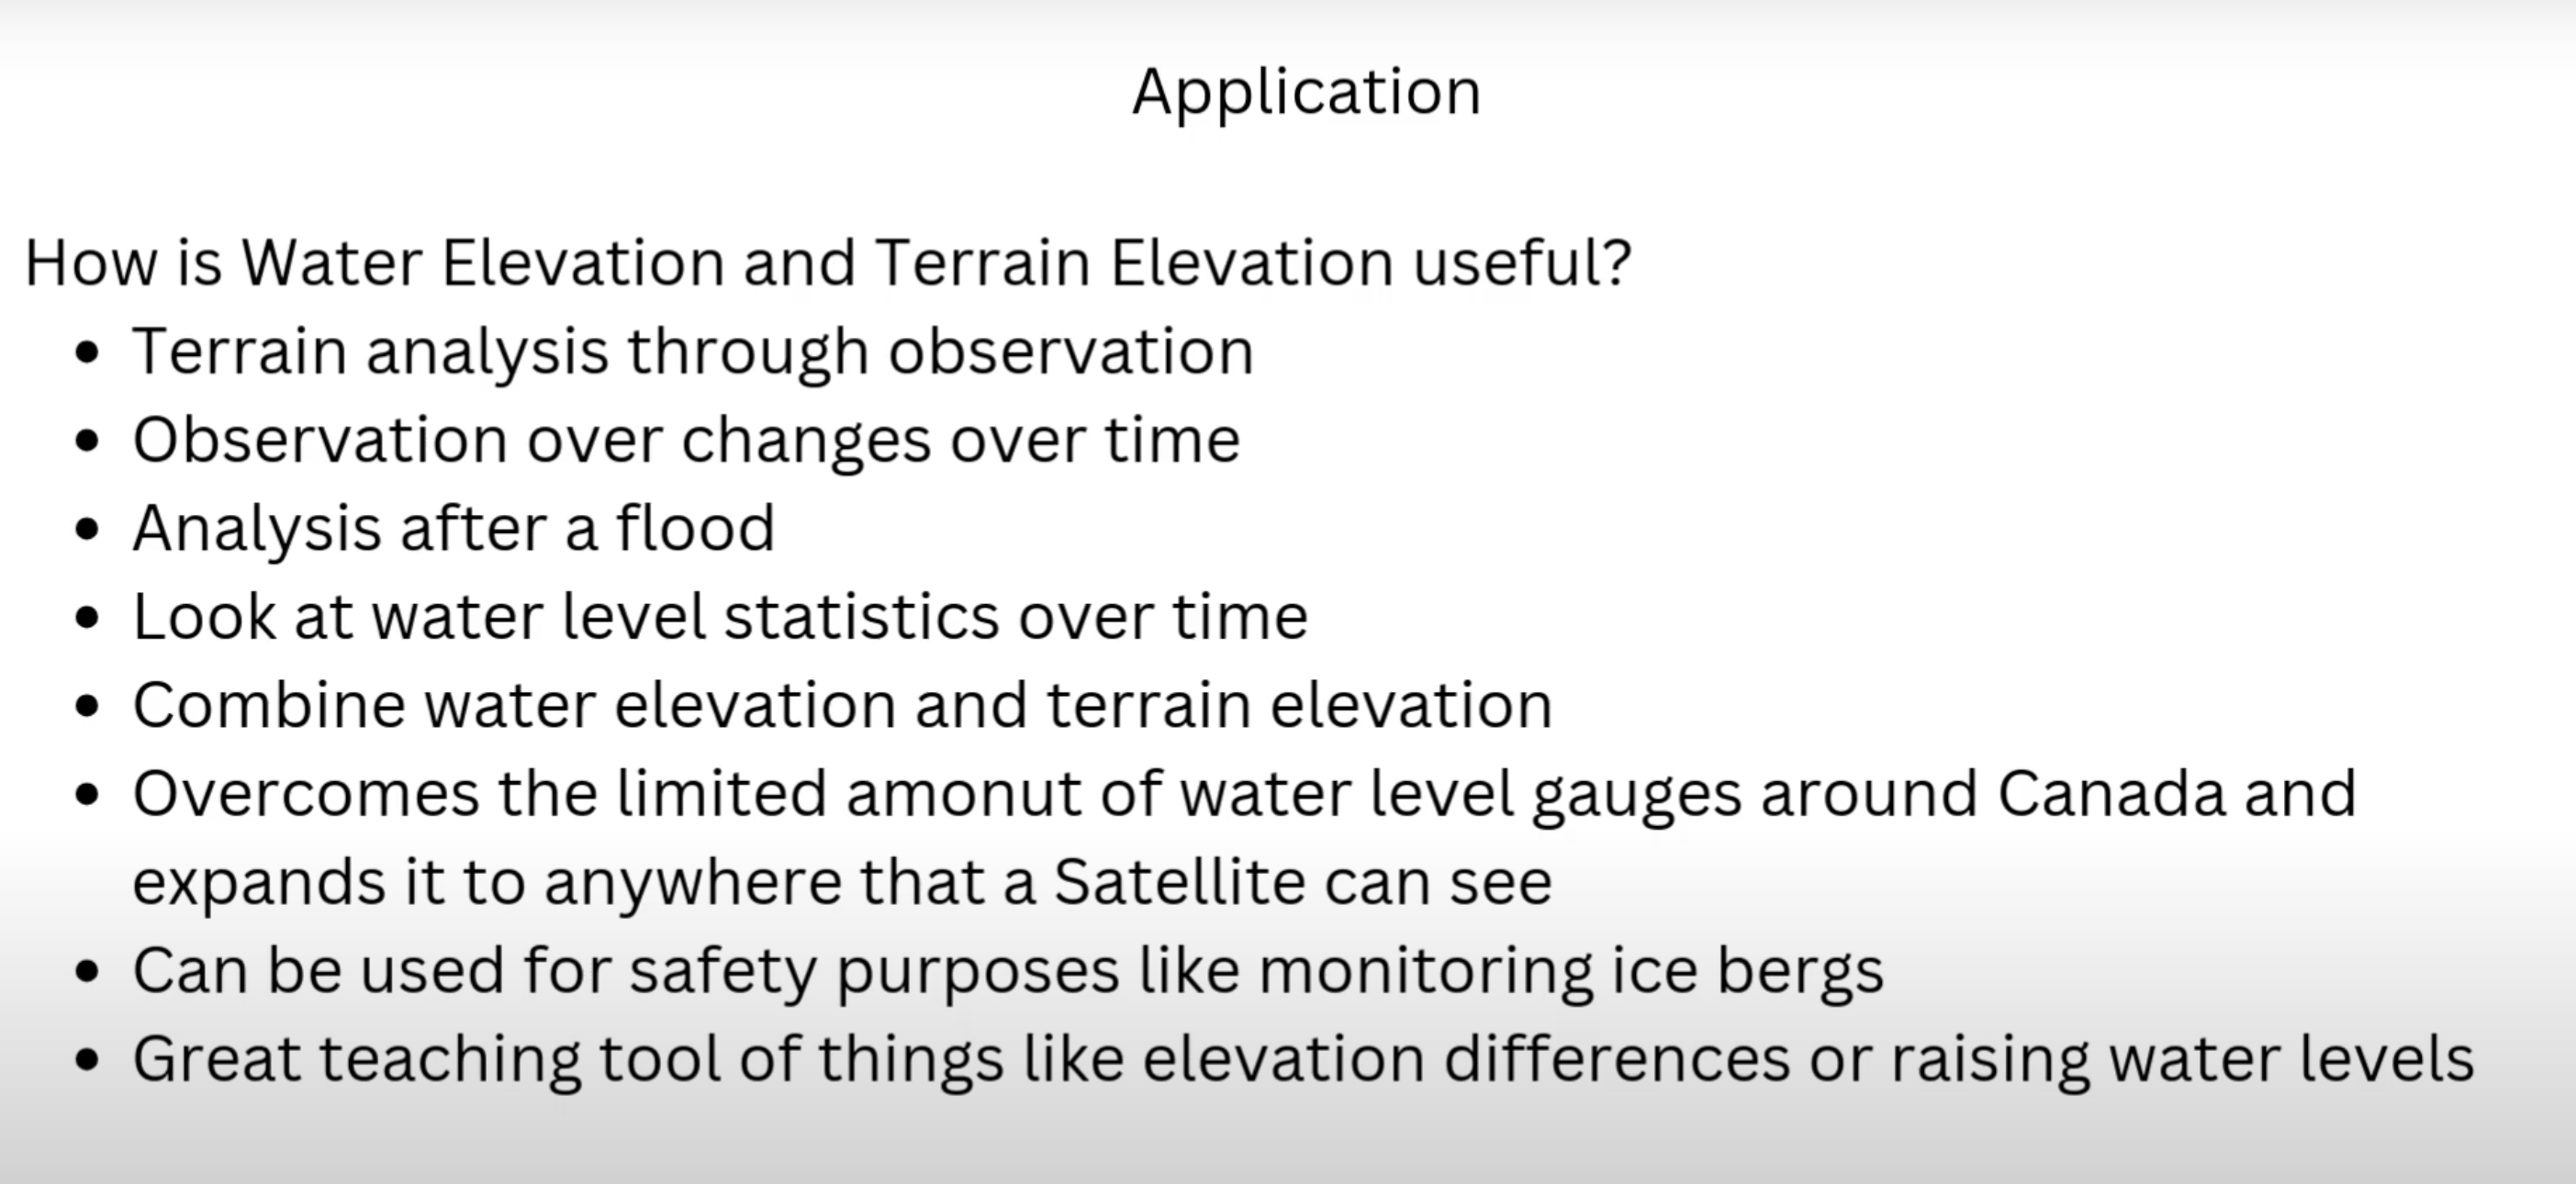 Application
How is Water Elevation and Terrain Elevation useful?
• Terrain analysis through observation
• Observation over changes over time
• Analysis after a flood
• Look at water level statistics over time
• Combine water elevation and terrain elevation
• Overcomes the limited amonut of water level gauges around Canada and
expands it to anywhere that a Satellite can see
• Can be used for safety purposes like monitoring ice bergs
• Great teaching tool of things like elevation differences or raising water levels